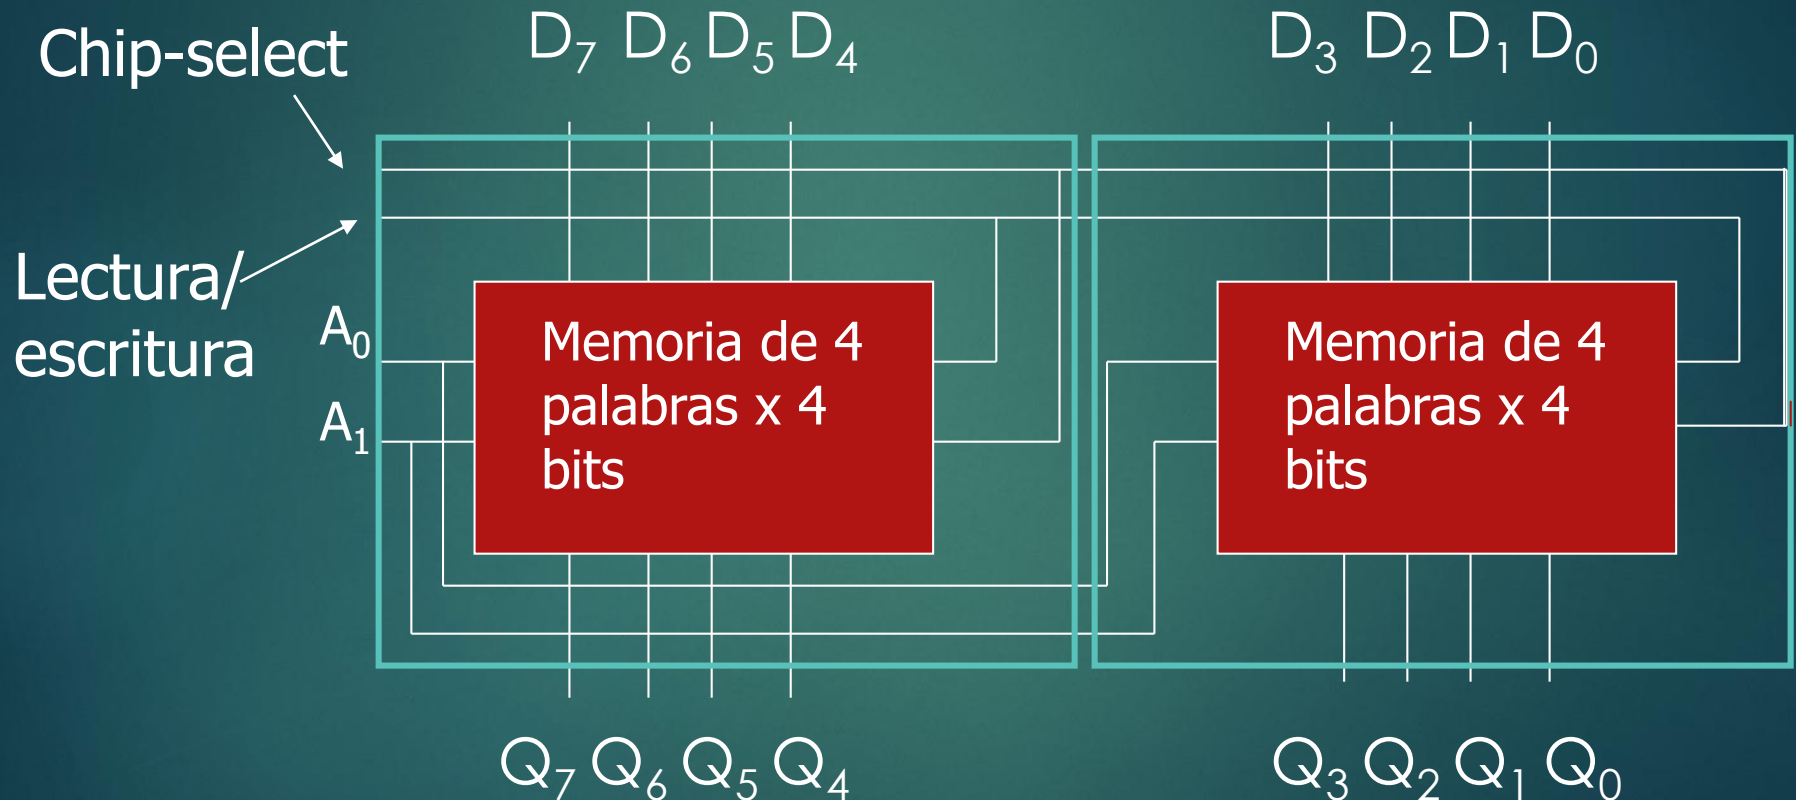 Chip-select
D₇ D₆ D₅ D₄
D₃ D₂ D₁ D₀
Lectura/
escritura
A₀
A₁
Memoria de 4
palabras x 4
bits
Memoria de 4
palabras x 4
bits
Q₇ Q₆ Q₅ Q₄
Q₃ Q₂ Q₁ Q₀